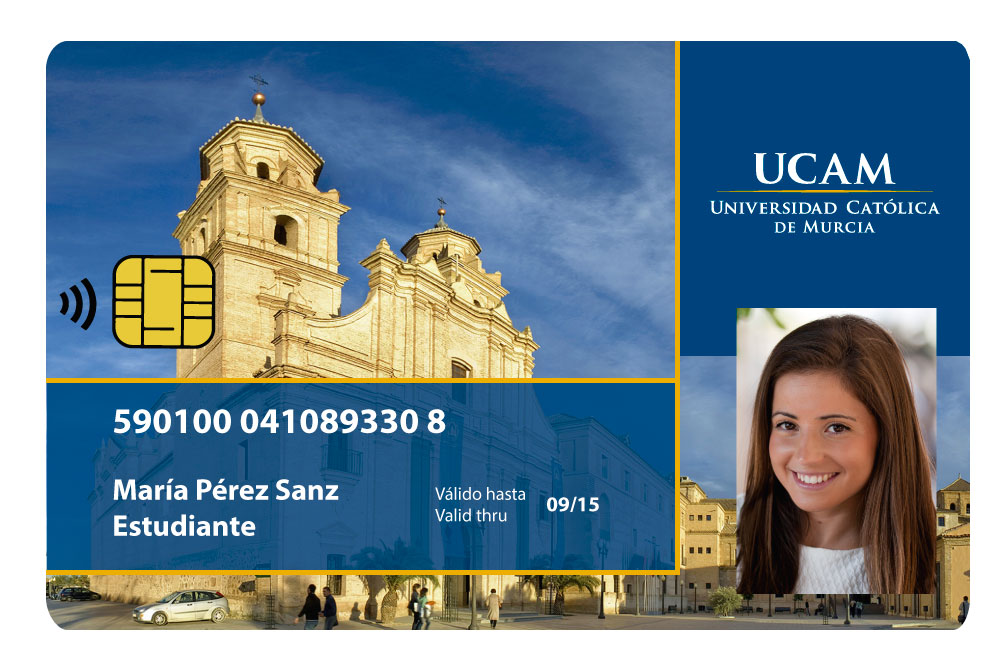 UCAM
UNIVERSIDAD CATÓLICA
DE MURCIA
590100 041089330 8
María Pérez Sanz
Estudiante
Válido hasta
Valid thru
09/15